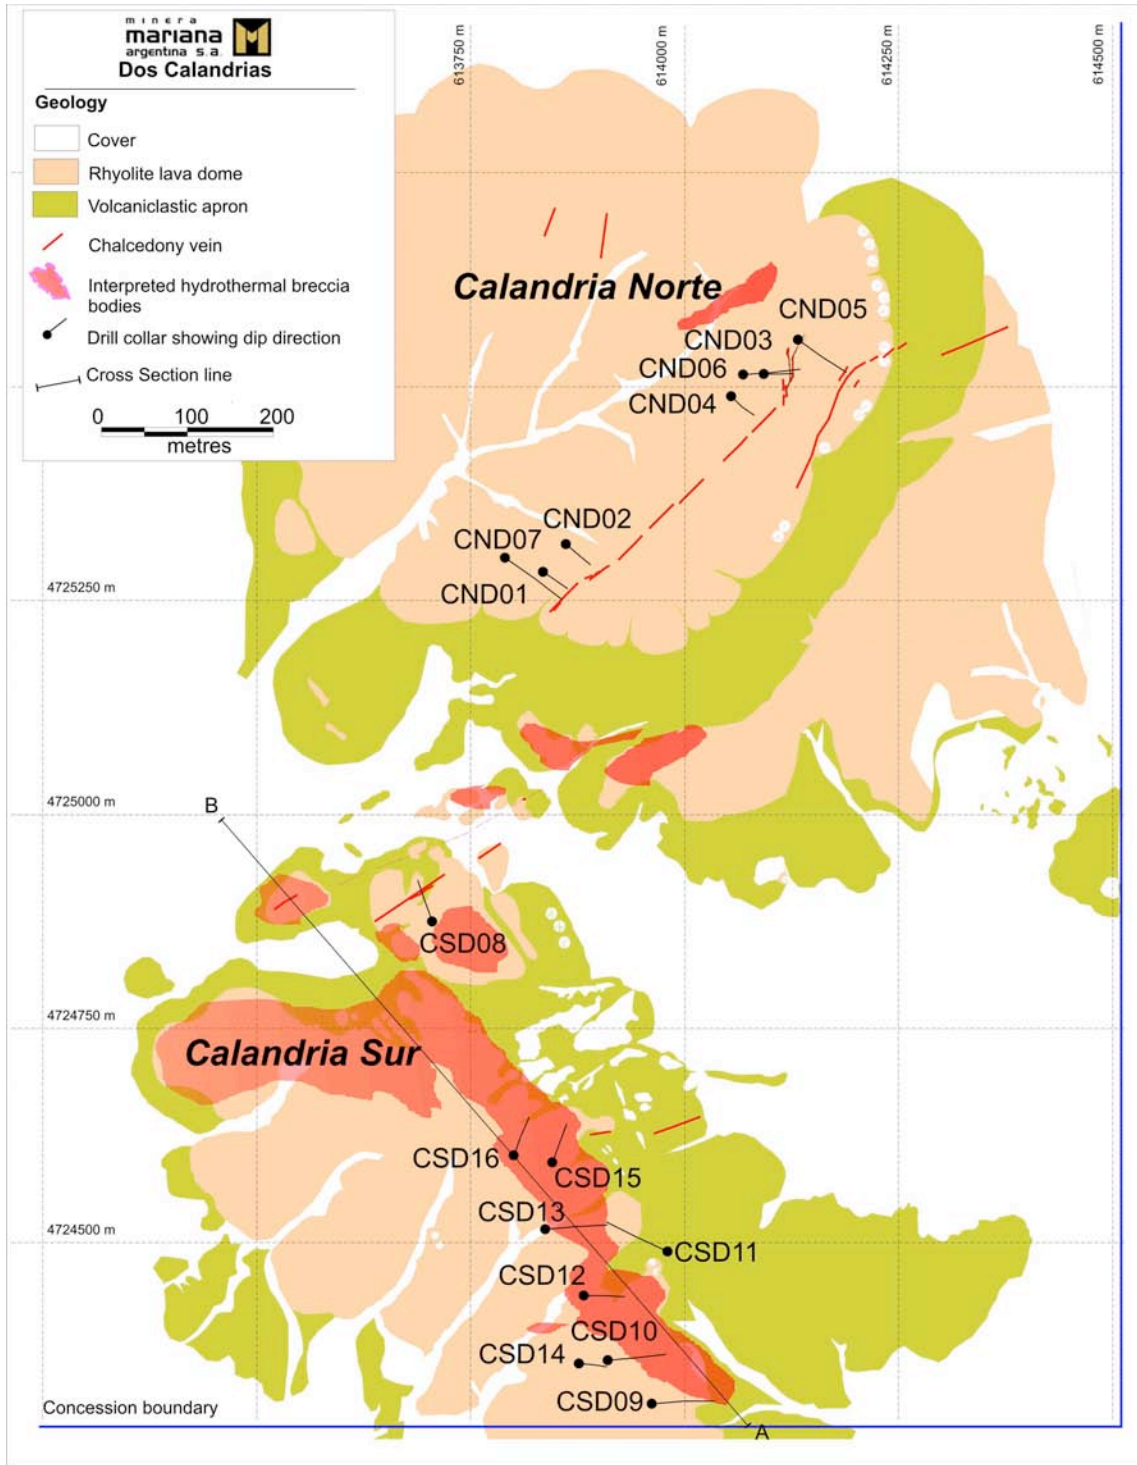 minera
mariana
argentina s.a.
Dos Calandrias
Geology
Cover
Rhyolite lava dome
Volcaniclastic apron
Chalcedony vein
Interpreted hydrothermal breccia
bodies
Drill collar showing dip direction
Cross Section line
0 100 200
metres
613750 m
614000 m
614250 m
614500 m
Calandria Norte
CND05
CND03
CND06
CND04
CND02
CND07
CND01
4725250 m
4725000 m
B
CSD08
4724750 m
Calandria Sur
CSD16
CSD15
CSD13
4724500 m
CSD11
CSD12
CSD10
CSD14
CSD09
Concession boundary
A